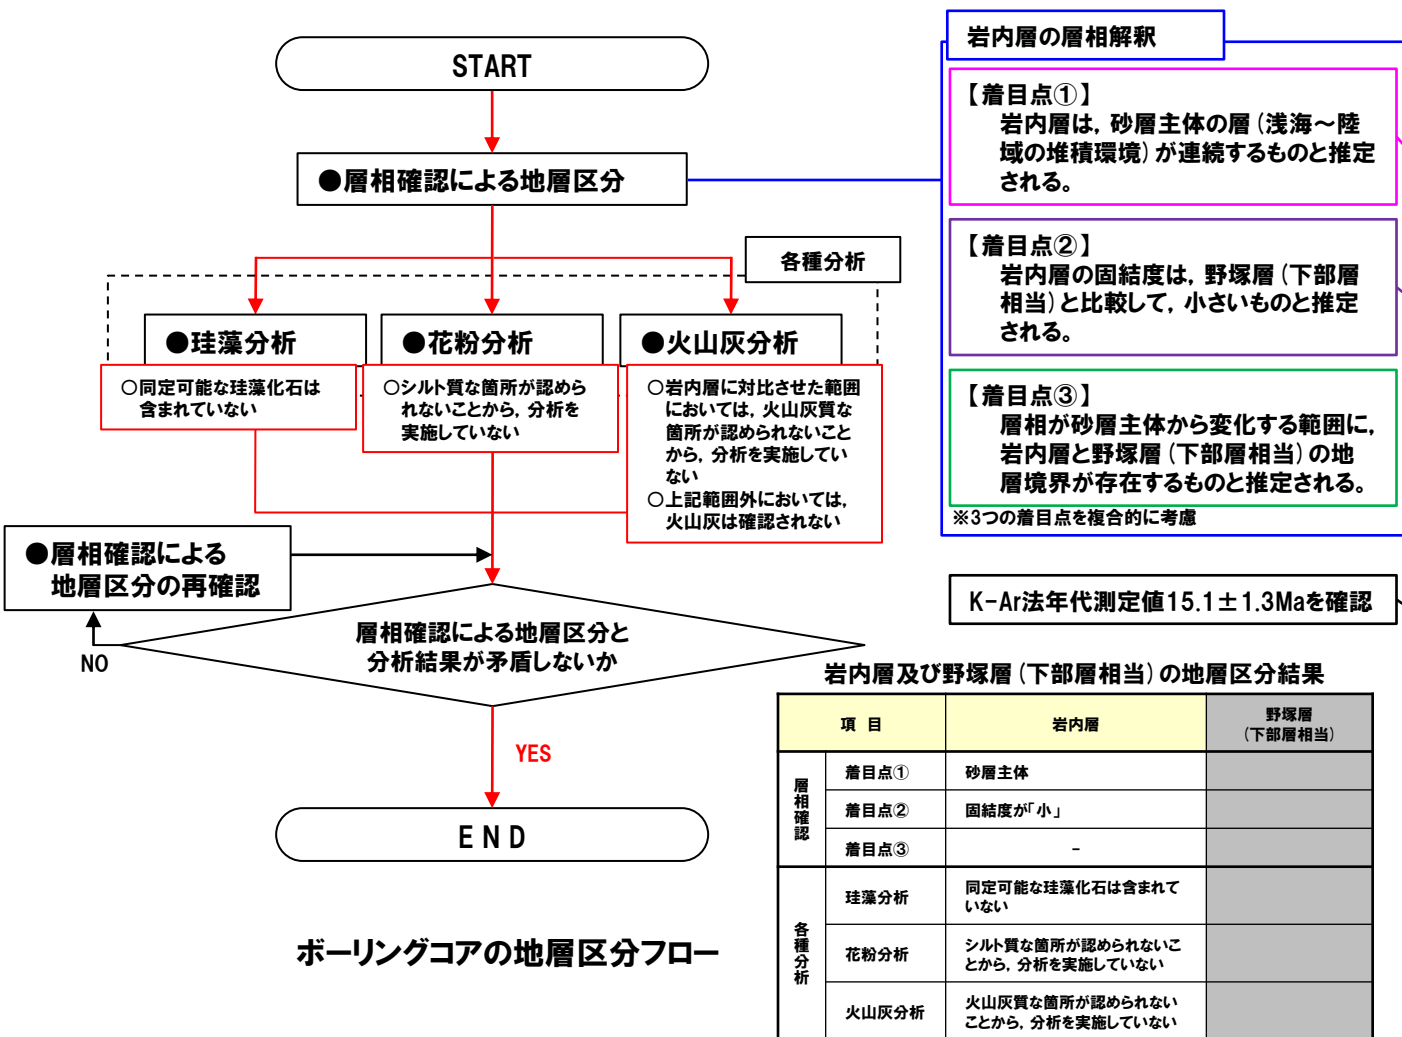 START
●層相確認による地層区分
各種分析
●珪藻分析
○同定可能な珪藻化石は
含まれていない
●花粉分析
○シルト質な箇所が認めら
れないことから，分析を
実施していない
●火山灰分析
○岩内層に対比させた範囲
においては，火山灰質な
箇所が認められないこと
から，分析を実施してい
ない
○上記範囲外においては，
火山灰は確認されない
●層相確認による
地層区分の再確認
NO
層相確認による地層区分と
分析結果が矛盾しないか
YES
END
ボーリングコアの地層区分フロー
岩内層の層相解釈
【着目点①】
岩内層は，砂層主体の層（浅海～陸
域の堆積環境）が連続するものと推定
される。
【着目点②】
岩内層の固結度は，野塚層（下部層
相当）と比較して，小さいものと推定
される。
【着目点③】
層相が砂層主体から変化する範囲に，
岩内層と野塚層（下部層相当）の地
層境界が存在するものと推定される。
※3つの着目点を複合的に考慮
K-Ar法年代測定値15.1±1.3Maを確認
岩内層及び野塚層（下部層相当）の地層区分結果
項 目
岩内層
野塚層
（下部層相当）
層相確認
着目点①
砂層主体
着目点②
固結度が「小」
着目点③
-
各種分析
珪藻分析
同定可能な珪藻化石は含まれて
いない
花粉分析
シルト質な箇所が認められないこ
とから，分析を実施していない
火山灰分析
火山灰質な箇所が認められない
ことから，分析を実施していない